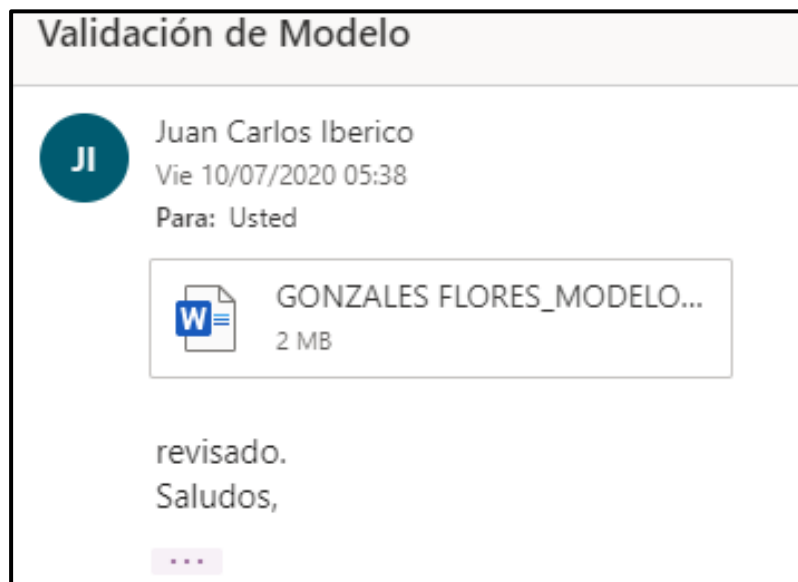 Validación de Modelo
JI
Juan Carlos Iberico
Vie 10/07/2020 05:38
Para: Usted
W
GONZALES FLORES_MODELO...
2 MB
revisado.
Saludos,
...